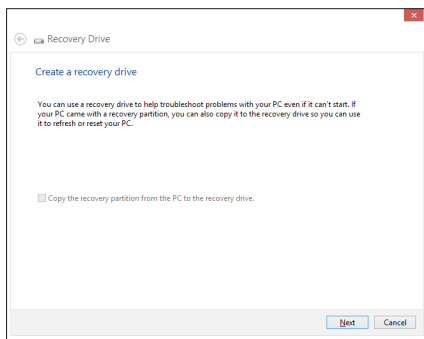 Recovery Drive
Create a recovery drive
You can use a recovery drive to help troubleshoot problems with your PC even if it can't start. If
your PC came with a recovery partition, you can also copy it to the recovery drive so you can use
it to refresh or reset your PC.
Copy the recovery partition from the PC to the recovery drive.
Next Cancel